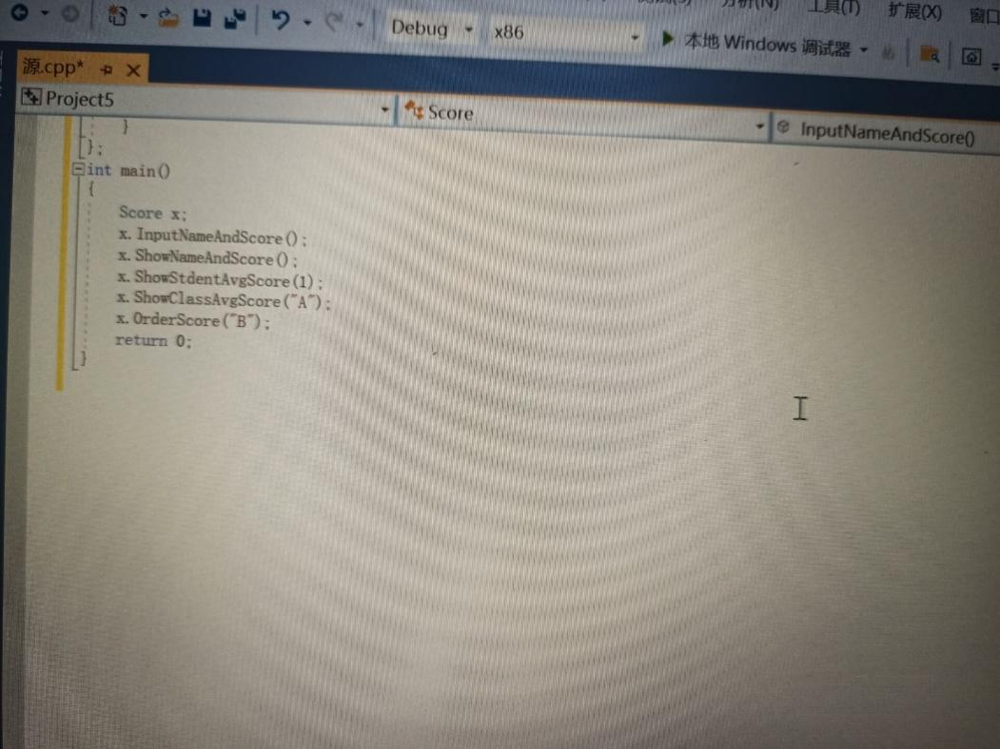 工具(T) 扩展(X) 窗口
Debug x86 本地 Windows 调试器
源.cpp*
Project5 Score InputNameAndScore()
}
};
int main()
{
Score x;
x.InputNameAndScore();
x.ShowNameAndScore();
x.ShowStdentAvgScore(1);
x.ShowClassAvgScore("A");
x.OrderScore("B");
return 0;
}